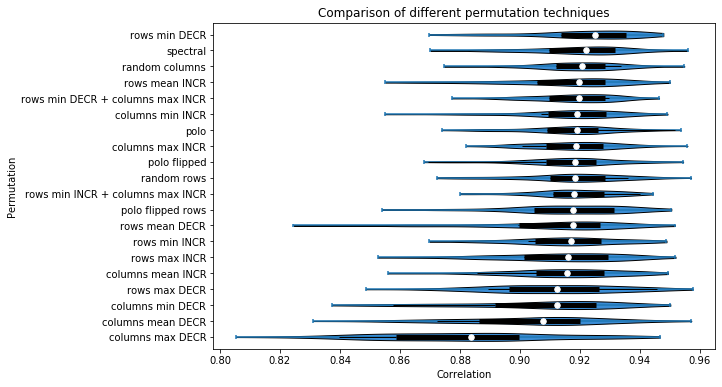 Comparison of different permutation techniques
Permutation
rows min DECR
spectral
random columns
rows mean INCR
rows min DECR + columns max INCR
columns min INCR
polo
columns max INCR
polo flipped
random rows
rows min INCR + columns max INCR
polo flipped rows
rows mean DECR
rows min INCR
rows max INCR
columns mean INCR
rows max DECR
columns min DECR
columns mean DECR
columns max DECR
0.80 0.82 0.84 0.86 0.88 0.90 0.92 0.94 0.96
Correlation